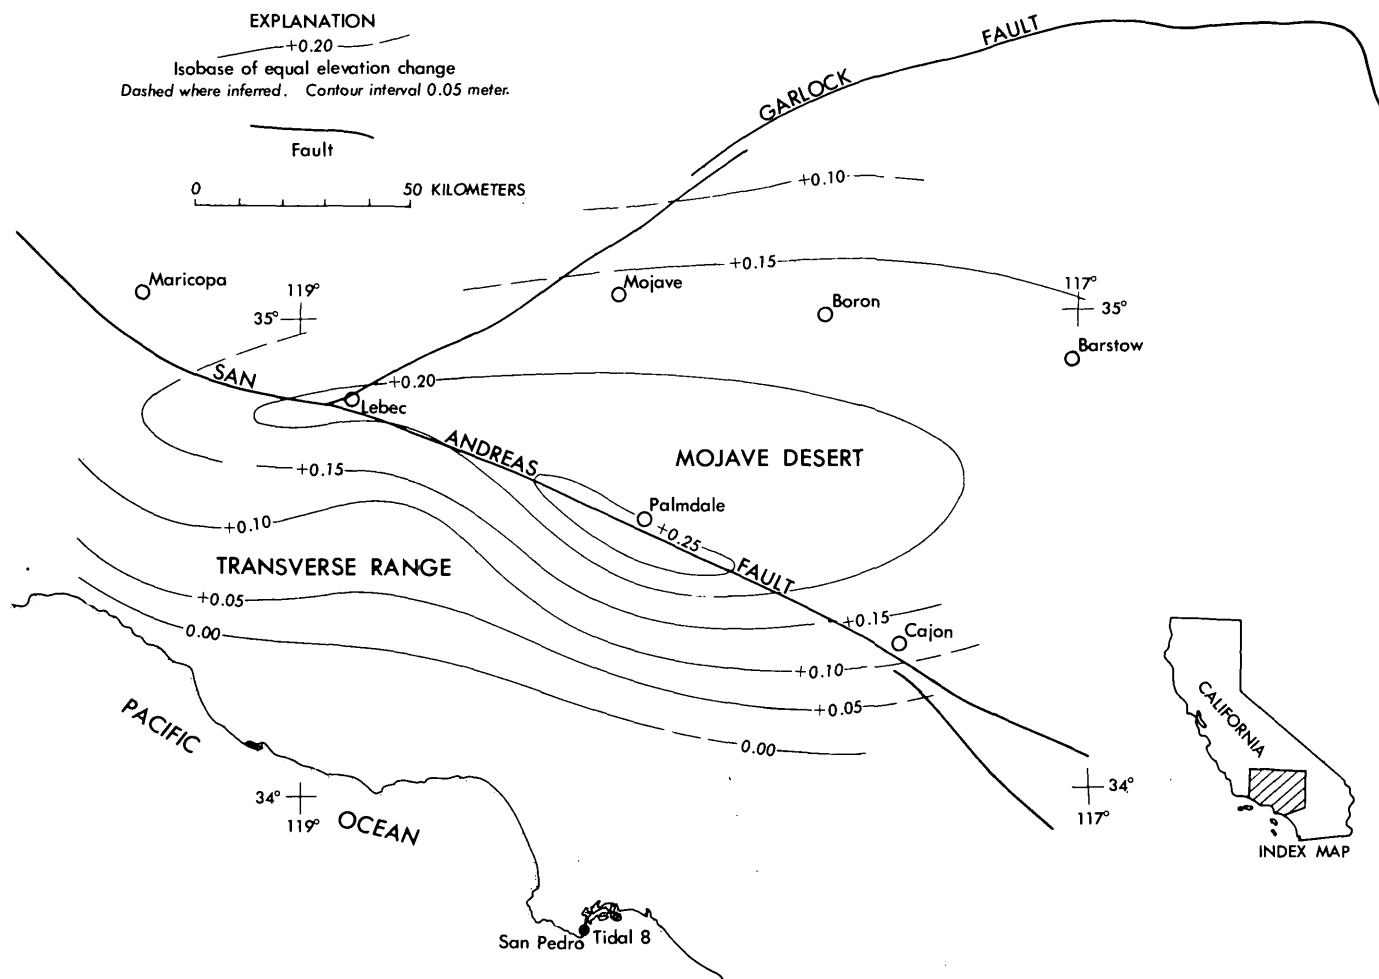 EXPLANATION
+0.20
Isobase of equal elevation change
Dashed where inferred. Contour interval 0.05 meter.
Fault
0 50 KILOMETERS
GARLOCK FAULT
+0.10
+0.15
Maricopa
119°
35°
Mojave
Boron
117°
35°
Barstow
SAN ANDREAS FAULT
+0.20
Lebec
MOJAVE DESERT
+0.15
Palmdale
+0.25
+0.10
TRANSVERSE RANGE
+0.05
0.00
+0.15
Cajon
+0.10
+0.05
0.00
PACIFIC
OCEAN
34°
119°
34°
117°
CALIFORNIA
INDEX MAP
San Pedro
Tidal 8